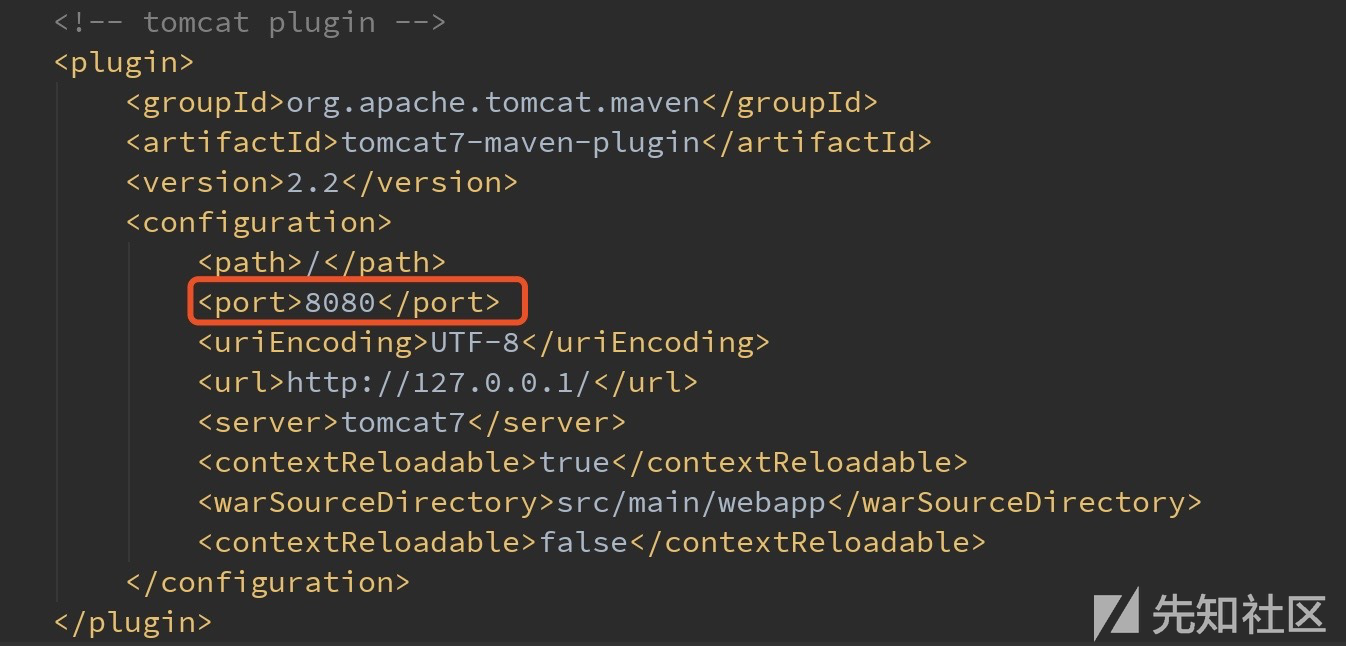 <!-- tomcat plugin -->
<plugin>
<groupId>org.apache.tomcat.maven</groupId>
<artifactId>tomcat7-maven-plugin</artifactId>
<version>2.2</version>
<configuration>
<path>/</path>
<port>8080</port>
<uriEncoding>UTF-8</uriEncoding>
<url>http://127.0.0.1/</url>
<server>tomcat7</server>
<contextReloadable>true</contextReloadable>
<warSourceDirectory>src/main/webapp</warSourceDirectory>
<contextReloadable>false</contextReloadable>
</configuration>
</plugin>
先知社区